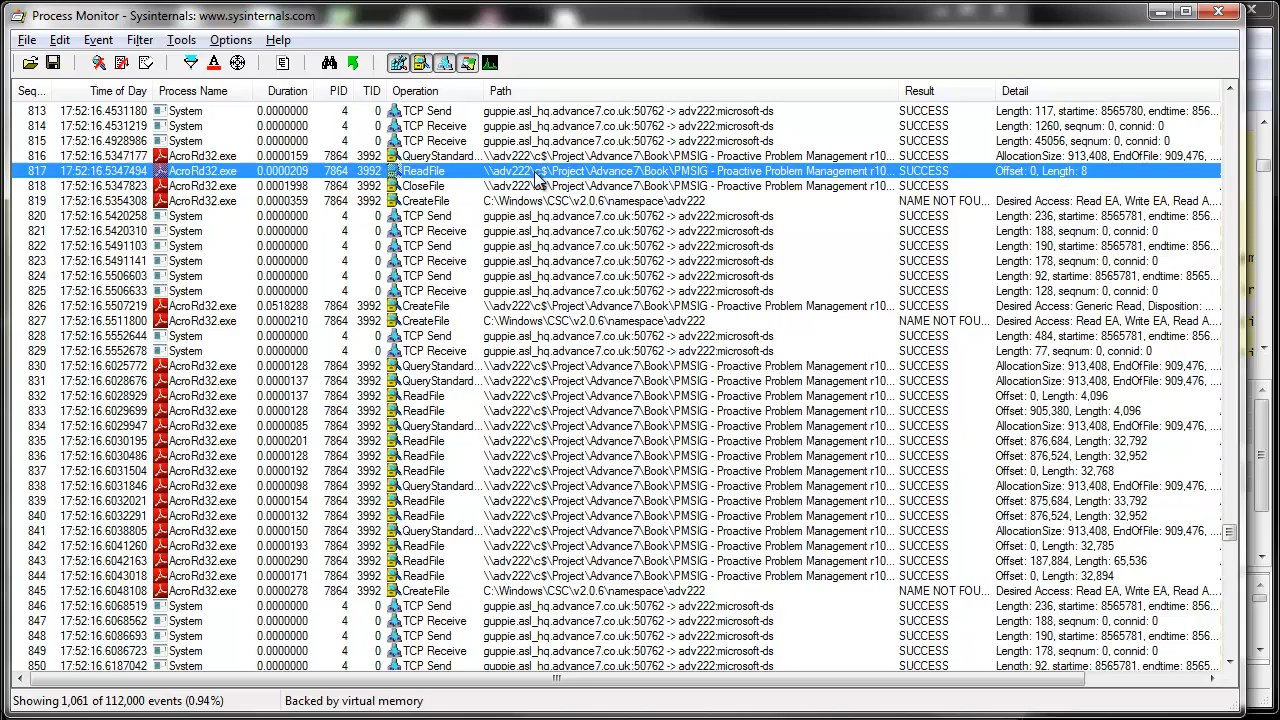 Process Monitor - Sysinternals: www.sysinternals.com
File Edit Event Filter Tools Options Help
Seq... Time of Day Process Name Duration PID TID Operation Path Result Detail
813 17:52:16.4531180 System 0.0000000 4 0 TCP Send guppie.asl_hq.advance7.co.uk:50762 -> adv222:microsoft-ds SUCCESS Length: 117, startime: 8565780, endtime: 856...
814 17:52:16.4531219 System 0.0000000 4 0 TCP Receive guppie.asl_hq.advance7.co.uk:50762 -> adv222:microsoft-ds SUCCESS Length: 1260, seqnum: 0, connid: 0
815 17:52:16.4928986 System 0.0000000 4 0 TCP Receive guppie.asl_hq.advance7.co.uk:50762 -> adv222:microsoft-ds SUCCESS Length: 45056, seqnum: 0, connid: 0
816 17:52:16.5347177 AcroRd32.exe 0.0000159 7864 3992 QueryStandard... \\adv222\c$\Project\Advance7\Book\PMSIG - Proactive Problem Management r10... SUCCESS AllocationSize: 913,408, EndOfFile: 909,476, ...
817 17:52:16.5347494 AcroRd32.exe 0.0000209 7864 3992 ReadFile \\adv222\c$\Project\Advance7\Book\PMSIG - Proactive Problem Management r10... SUCCESS Offset: 0, Length: 8
818 17:52:16.5347823 AcroRd32.exe 0.0001998 7864 3992 CloseFile \\adv222\c$\Project\Advance7\Book\PMSIG - Proactive Problem Management r10... SUCCESS
819 17:52:16.5354308 AcroRd32.exe 0.0000359 7864 3992 CreateFile C:\Windows\CSC\v2.0.6\namespace\adv222 NAME NOT FOU... Desired Access: Read EA, Write EA, Read A...
820 17:52:16.5420258 System 0.0000000 4 0 TCP Send guppie.asl_hq.advance7.co.uk:50762 -> adv222:microsoft-ds SUCCESS Length: 236, startime: 8565781, endtime: 856...
821 17:52:16.5420310 System 0.0000000 4 0 TCP Receive guppie.asl_hq.advance7.co.uk:50762 -> adv222:microsoft-ds SUCCESS Length: 188, seqnum: 0, connid: 0
822 17:52:16.5491103 System 0.0000000 4 0 TCP Send guppie.asl_hq.advance7.co.uk:50762 -> adv222:microsoft-ds SUCCESS Length: 190, startime: 8565781, endtime: 856...
823 17:52:16.5491141 System 0.0000000 4 0 TCP Receive guppie.asl_hq.advance7.co.uk:50762 -> adv222:microsoft-ds SUCCESS Length: 178, seqnum: 0, connid: 0
824 17:52:16.5506603 System 0.0000000 4 0 TCP Send guppie.asl_hq.advance7.co.uk:50762 -> adv222:microsoft-ds SUCCESS Length: 92, startime: 8565781, endtime: 8565...
825 17:52:16.5506633 System 0.0000000 4 0 TCP Receive guppie.asl_hq.advance7.co.uk:50762 -> adv222:microsoft-ds SUCCESS Length: 128, seqnum: 0, connid: 0
826 17:52:16.5507219 AcroRd32.exe 0.0518288 7864 3992 CreateFile \\adv222\c$\Project\Advance7\Book\PMSIG - Proactive Problem Management r10... SUCCESS Desired Access: Generic Read, Disposition: ...
827 17:52:16.5511800 AcroRd32.exe 0.0000210 7864 3992 CreateFile C:\Windows\CSC\v2.0.6\namespace\adv222 NAME NOT FOU... Desired Access: Read EA, Write EA, Read A...
828 17:52:16.5552644 System 0.0000000 4 0 TCP Send guppie.asl_hq.advance7.co.uk:50762 -> adv222:microsoft-ds SUCCESS Length: 484, startime: 8565781, endtime: 856...
829 17:52:16.5552678 System 0.0000000 4 0 TCP Receive guppie.asl_hq.advance7.co.uk:50762 -> adv222:microsoft-ds SUCCESS Length: 77, seqnum: 0, connid: 0
830 17:52:16.6025772 AcroRd32.exe 0.0000128 7864 3992 QueryStandard... \\adv222\c$\Project\Advance7\Book\PMSIG - Proactive Problem Management r10... SUCCESS AllocationSize: 913,408, EndOfFile: 909,476, ...
831 17:52:16.6028676 AcroRd32.exe 0.0000137 7864 3992 QueryStandard... \\adv222\c$\Project\Advance7\Book\PMSIG - Proactive Problem Management r10... SUCCESS AllocationSize: 913,408, EndOfFile: 909,476, ...
832 17:52:16.6029256 AcroRd32.exe 0.0000137 7864 3992 ReadFile \\adv222\c$\Project\Advance7\Book\PMSIG - Proactive Problem Management r10... SUCCESS Offset: 0, Length: 4,096
833 17:52:16.6029699 AcroRd32.exe 0.0000128 7864 3992 ReadFile \\adv222\c$\Project\Advance7\Book\PMSIG - Proactive Problem Management r10... SUCCESS Offset: 905,380, Length: 4,096
834 17:52:16.6029947 AcroRd32.exe 0.0000085 7864 3992 QueryStandard... \\adv222\c$\Project\Advance7\Book\PMSIG - Proactive Problem Management r10... SUCCESS AllocationSize: 913,408, EndOfFile: 909,476, ...
835 17:52:16.6030195 AcroRd32.exe 0.0000201 7864 3992 ReadFile \\adv222\c$\Project\Advance7\Book\PMSIG - Proactive Problem Management r10... SUCCESS Offset: 876,684, Length: 32,792
836 17:52:16.6030486 AcroRd32.exe 0.0000128 7864 3992 ReadFile \\adv222\c$\Project\Advance7\Book\PMSIG - Proactive Problem Management r10... SUCCESS Offset: 876,524, Length: 32,952
837 17:52:16.6031504 AcroRd32.exe 0.0000192 7864 3992 ReadFile \\adv222\c$\Project\Advance7\Book\PMSIG - Proactive Problem Management r10... SUCCESS Offset: 0, Length: 32,768
838 17:52:16.6031846 AcroRd32.exe 0.0000098 7864 3992 QueryStandard... \\adv222\c$\Project\Advance7\Book\PMSIG - Proactive Problem Management r10... SUCCESS AllocationSize: 913,408, EndOfFile: 909,476, ...
839 17:52:16.6032021 AcroRd32.exe 0.0000154 7864 3992 ReadFile \\adv222\c$\Project\Advance7\Book\PMSIG - Proactive Problem Management r10... SUCCESS Offset: 875,684, Length: 33,792
840 17:52:16.6032291 AcroRd32.exe 0.0000132 7864 3992 ReadFile \\adv222\c$\Project\Advance7\Book\PMSIG - Proactive Problem Management r10... SUCCESS Offset: 876,524, Length: 32,952
841 17:52:16.6038805 AcroRd32.exe 0.0000150 7864 3992 QueryStandard... \\adv222\c$\Project\Advance7\Book\PMSIG - Proactive Problem Management r10... SUCCESS AllocationSize: 913,408, EndOfFile: 909,476, ...
842 17:52:16.6041260 AcroRd32.exe 0.0000193 7864 3992 ReadFile \\adv222\c$\Project\Advance7\Book\PMSIG - Proactive Problem Management r10... SUCCESS Offset: 0, Length: 32,785
843 17:52:16.6042163 AcroRd32.exe 0.0000290 7864 3992 ReadFile \\adv222\c$\Project\Advance7\Book\PMSIG - Proactive Problem Management r10... SUCCESS Offset: 187,884, Length: 65,536
844 17:52:16.6043018 AcroRd32.exe 0.0000171 7864 3992 ReadFile \\adv222\c$\Project\Advance7\Book\PMSIG - Proactive Problem Management r10... SUCCESS Offset: 0, Length: 32,894
845 17:52:16.6048108 AcroRd32.exe 0.0000278 7864 3992 CreateFile C:\Windows\CSC\v2.0.6\namespace\adv222 NAME NOT FOU... Desired Access: Read EA, Write EA, Read A...
846 17:52:16.6068519 System 0.0000000 4 0 TCP Send guppie.asl_hq.advance7.co.uk:50762 -> adv222:microsoft-ds SUCCESS Length: 236, startime: 8565781, endtime: 856...
847 17:52:16.6068562 System 0.0000000 4 0 TCP Receive guppie.asl_hq.advance7.co.uk:50762 -> adv222:microsoft-ds SUCCESS Length: 188, seqnum: 0, connid: 0
848 17:52:16.6086693 System 0.0000000 4 0 TCP Send guppie.asl_hq.advance7.co.uk:50762 -> adv222:microsoft-ds SUCCESS Length: 190, startime: 8565781, endtime: 856...
849 17:52:16.6086723 System 0.0000000 4 0 TCP Receive guppie.asl_hq.advance7.co.uk:50762 -> adv222:microsoft-ds SUCCESS Length: 178, seqnum: 0, connid: 0
850 17:52:16.6187042 System 0.0000000 4 0 TCP Send guppie.asl_hq.advance7.co.uk:50762 -> adv222:microsoft-ds SUCCESS Length: 92, startime: 8565781, endtime: 8565...
Showing 1,061 of 112,000 events (0.94%) Backed by virtual memory